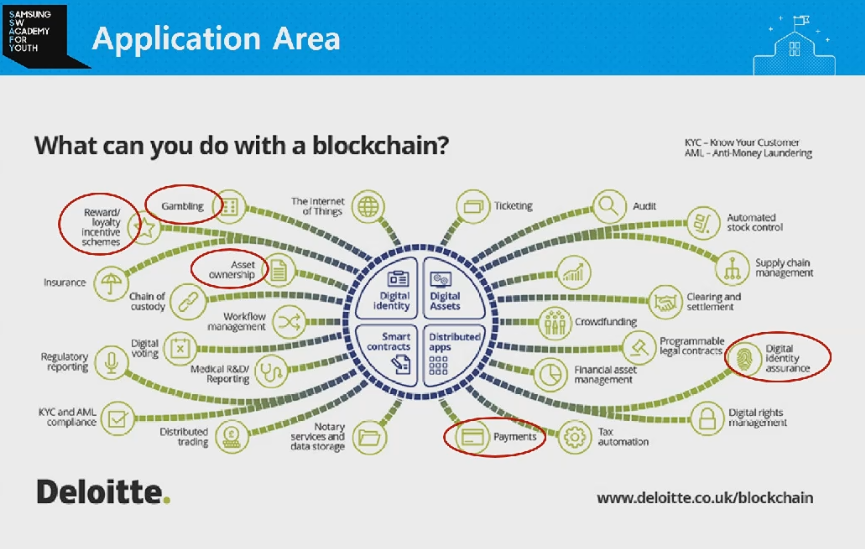 SAMSUNG
SW
ACADEMY
FOR
YOUTH
Application Area
What can you do with a blockchain?
KYC – Know Your Customer
AML – Anti-Money Laundering
Reward/
loyalty
incentive
schemes
Gambling
The Internet
of Things
Ticketing
Audit
Automated
stock control
Insurance
Asset
ownership
Supply chain
management
Chain of
custody
Clearing and
settlement
Workflow
management
Crowdfunding
Digital
identity
Digital
Assets
Smart
contracts
Distributed
apps
Regulatory
reporting
Digital
voting
Medical R&D/
Reporting
Programmable
legal contracts
Digital
identity
assurance
Financial asset
management
KYC and AML
compliance
Distributed
trading
£
Notary
services and
data storage
Payments
Tax
automation
Digital rights
management
Deloitte.
www.deloitte.co.uk/blockchain